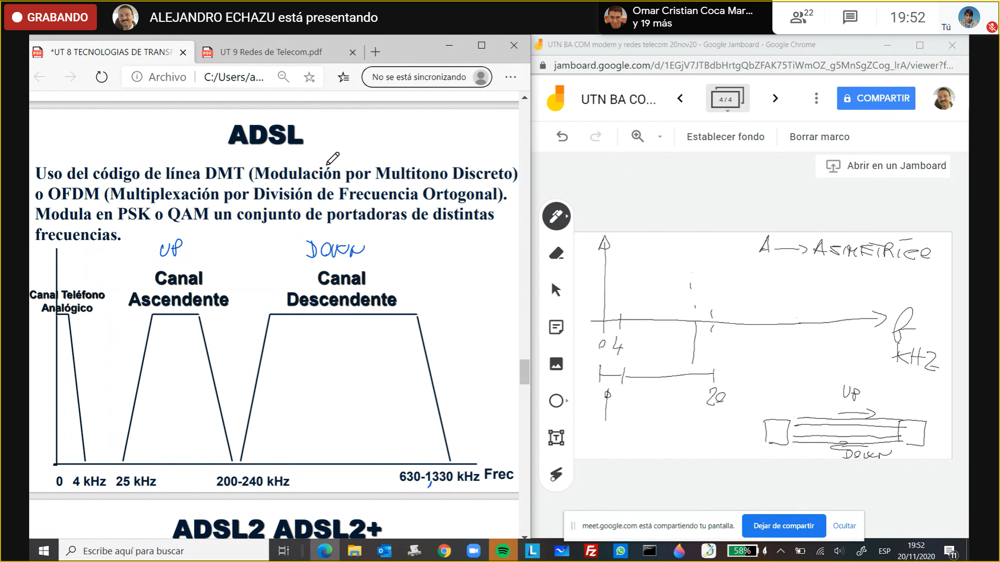 GRABANDO
ALEJANDRO ECHAZU está presentando
Omar Cristian Coca Mar...
y 19 más
22
19:52
Tú
*UT 8 TECNOLOGIAS DE TRANSP
UT 9 Redes de Telecom.pdf
Archivo
C:/Users/a...
No se está sincronizando
ADSL
Uso del código de línea DMT (Modulación por Multitono Discreto)
o OFDM (Multiplexación por División de Frecuencia Ortogonal).
Modula en PSK o QAM un conjunto de portadoras de distintas
frecuencias.
UP
DOWN
Canal Teléfono
Analógico
Canal
Ascendente
Canal
Descendente
0 4 kHz 25 kHz 200-240 kHz 630-1,330 kHz Frec
ADSL2 ADSL2+
UTN BA COM modem y redes telecom 20nov20 - Google Jamboard - Google Chrome
jamboard.google.com/d/1EGjV7JTBdbHrtgQbZFAK75TiWmOZ_g5MnSgZCog_lrA/viewer?f...
UTN BA CO...
4 / 4
COMPARTIR
Establecer fondo
Borrar marco
Abrir en un Jamboard
A → ASIMETRICO
0 4
f
kHz
20
UP
DOWN
meet.google.com está compartiendo tu pantalla.
Dejar de compartir
Ocultar
Escribe aquí para buscar
58%
ESP
19:52
20/11/2020
11